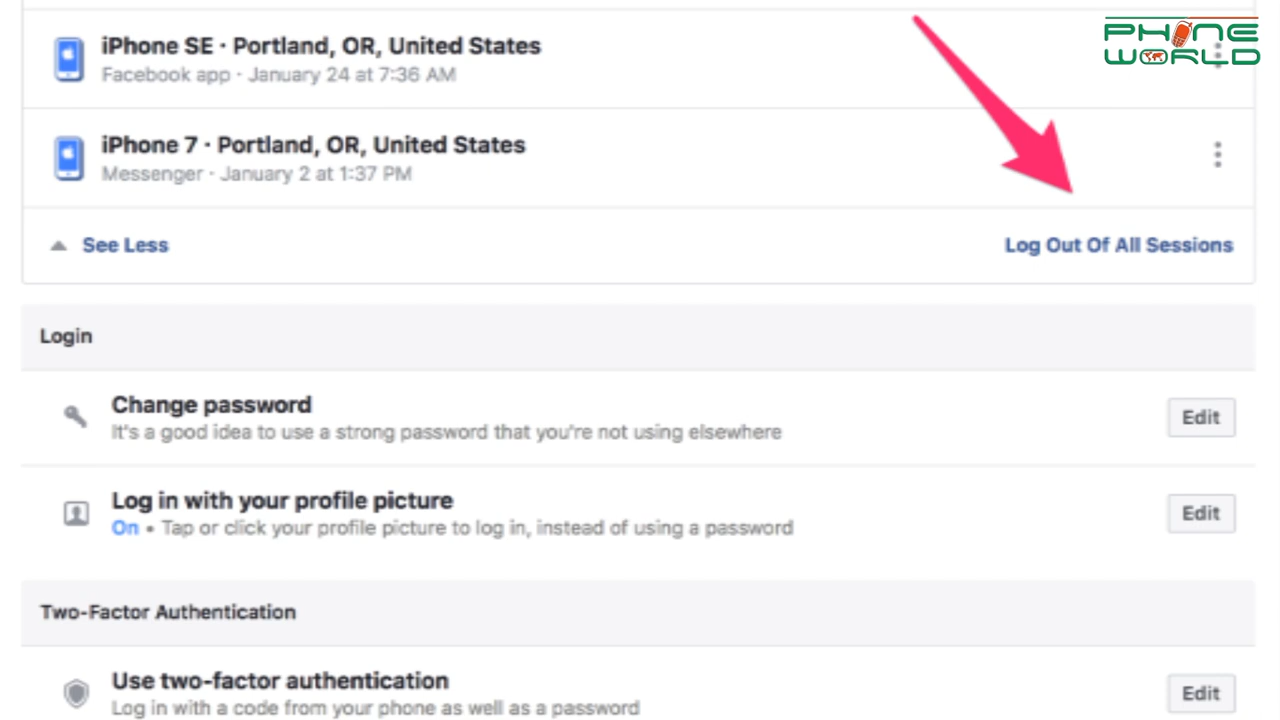 PHONE
WORLD
iPhone SE · Portland, OR, United States
Facebook app · January 24 at 7:36 AM
iPhone 7 · Portland, OR, United States
Messenger · January 2 at 1:37 PM
See Less
Log Out Of All Sessions
Login
Change password
It's a good idea to use a strong password that you're not using elsewhere
Edit
Log in with your profile picture
On • Tap or click your profile picture to log in, instead of using a password
Edit
Two-Factor Authentication
Use two-factor authentication
Log in with a code from your phone as well as a password
Edit